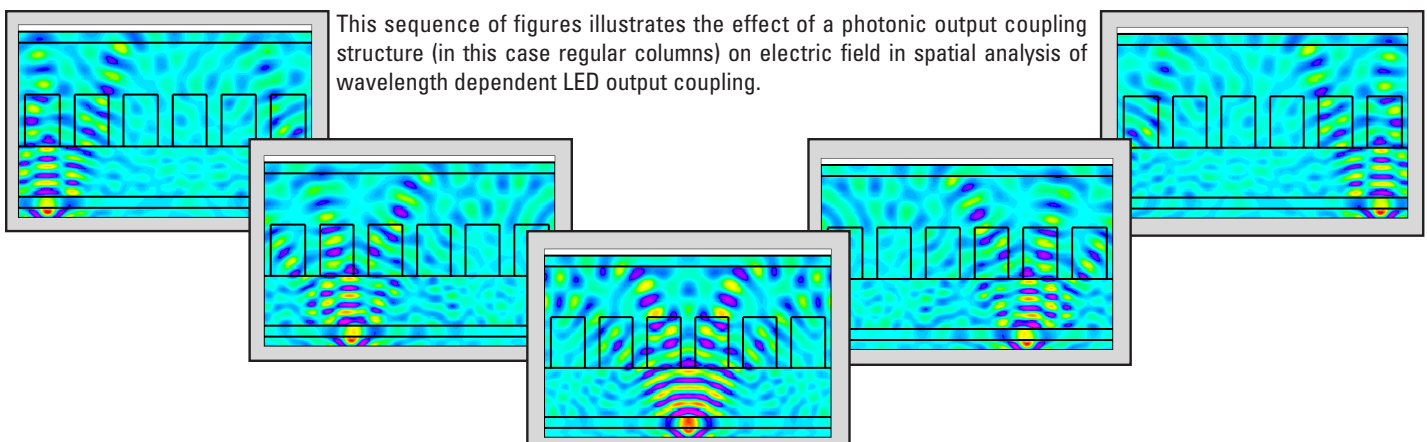 This sequence of figures illustrates the effect of a photonic output coupling
structure (in this case regular columns) on electric field in spatial analysis of
wavelength dependent LED output coupling.